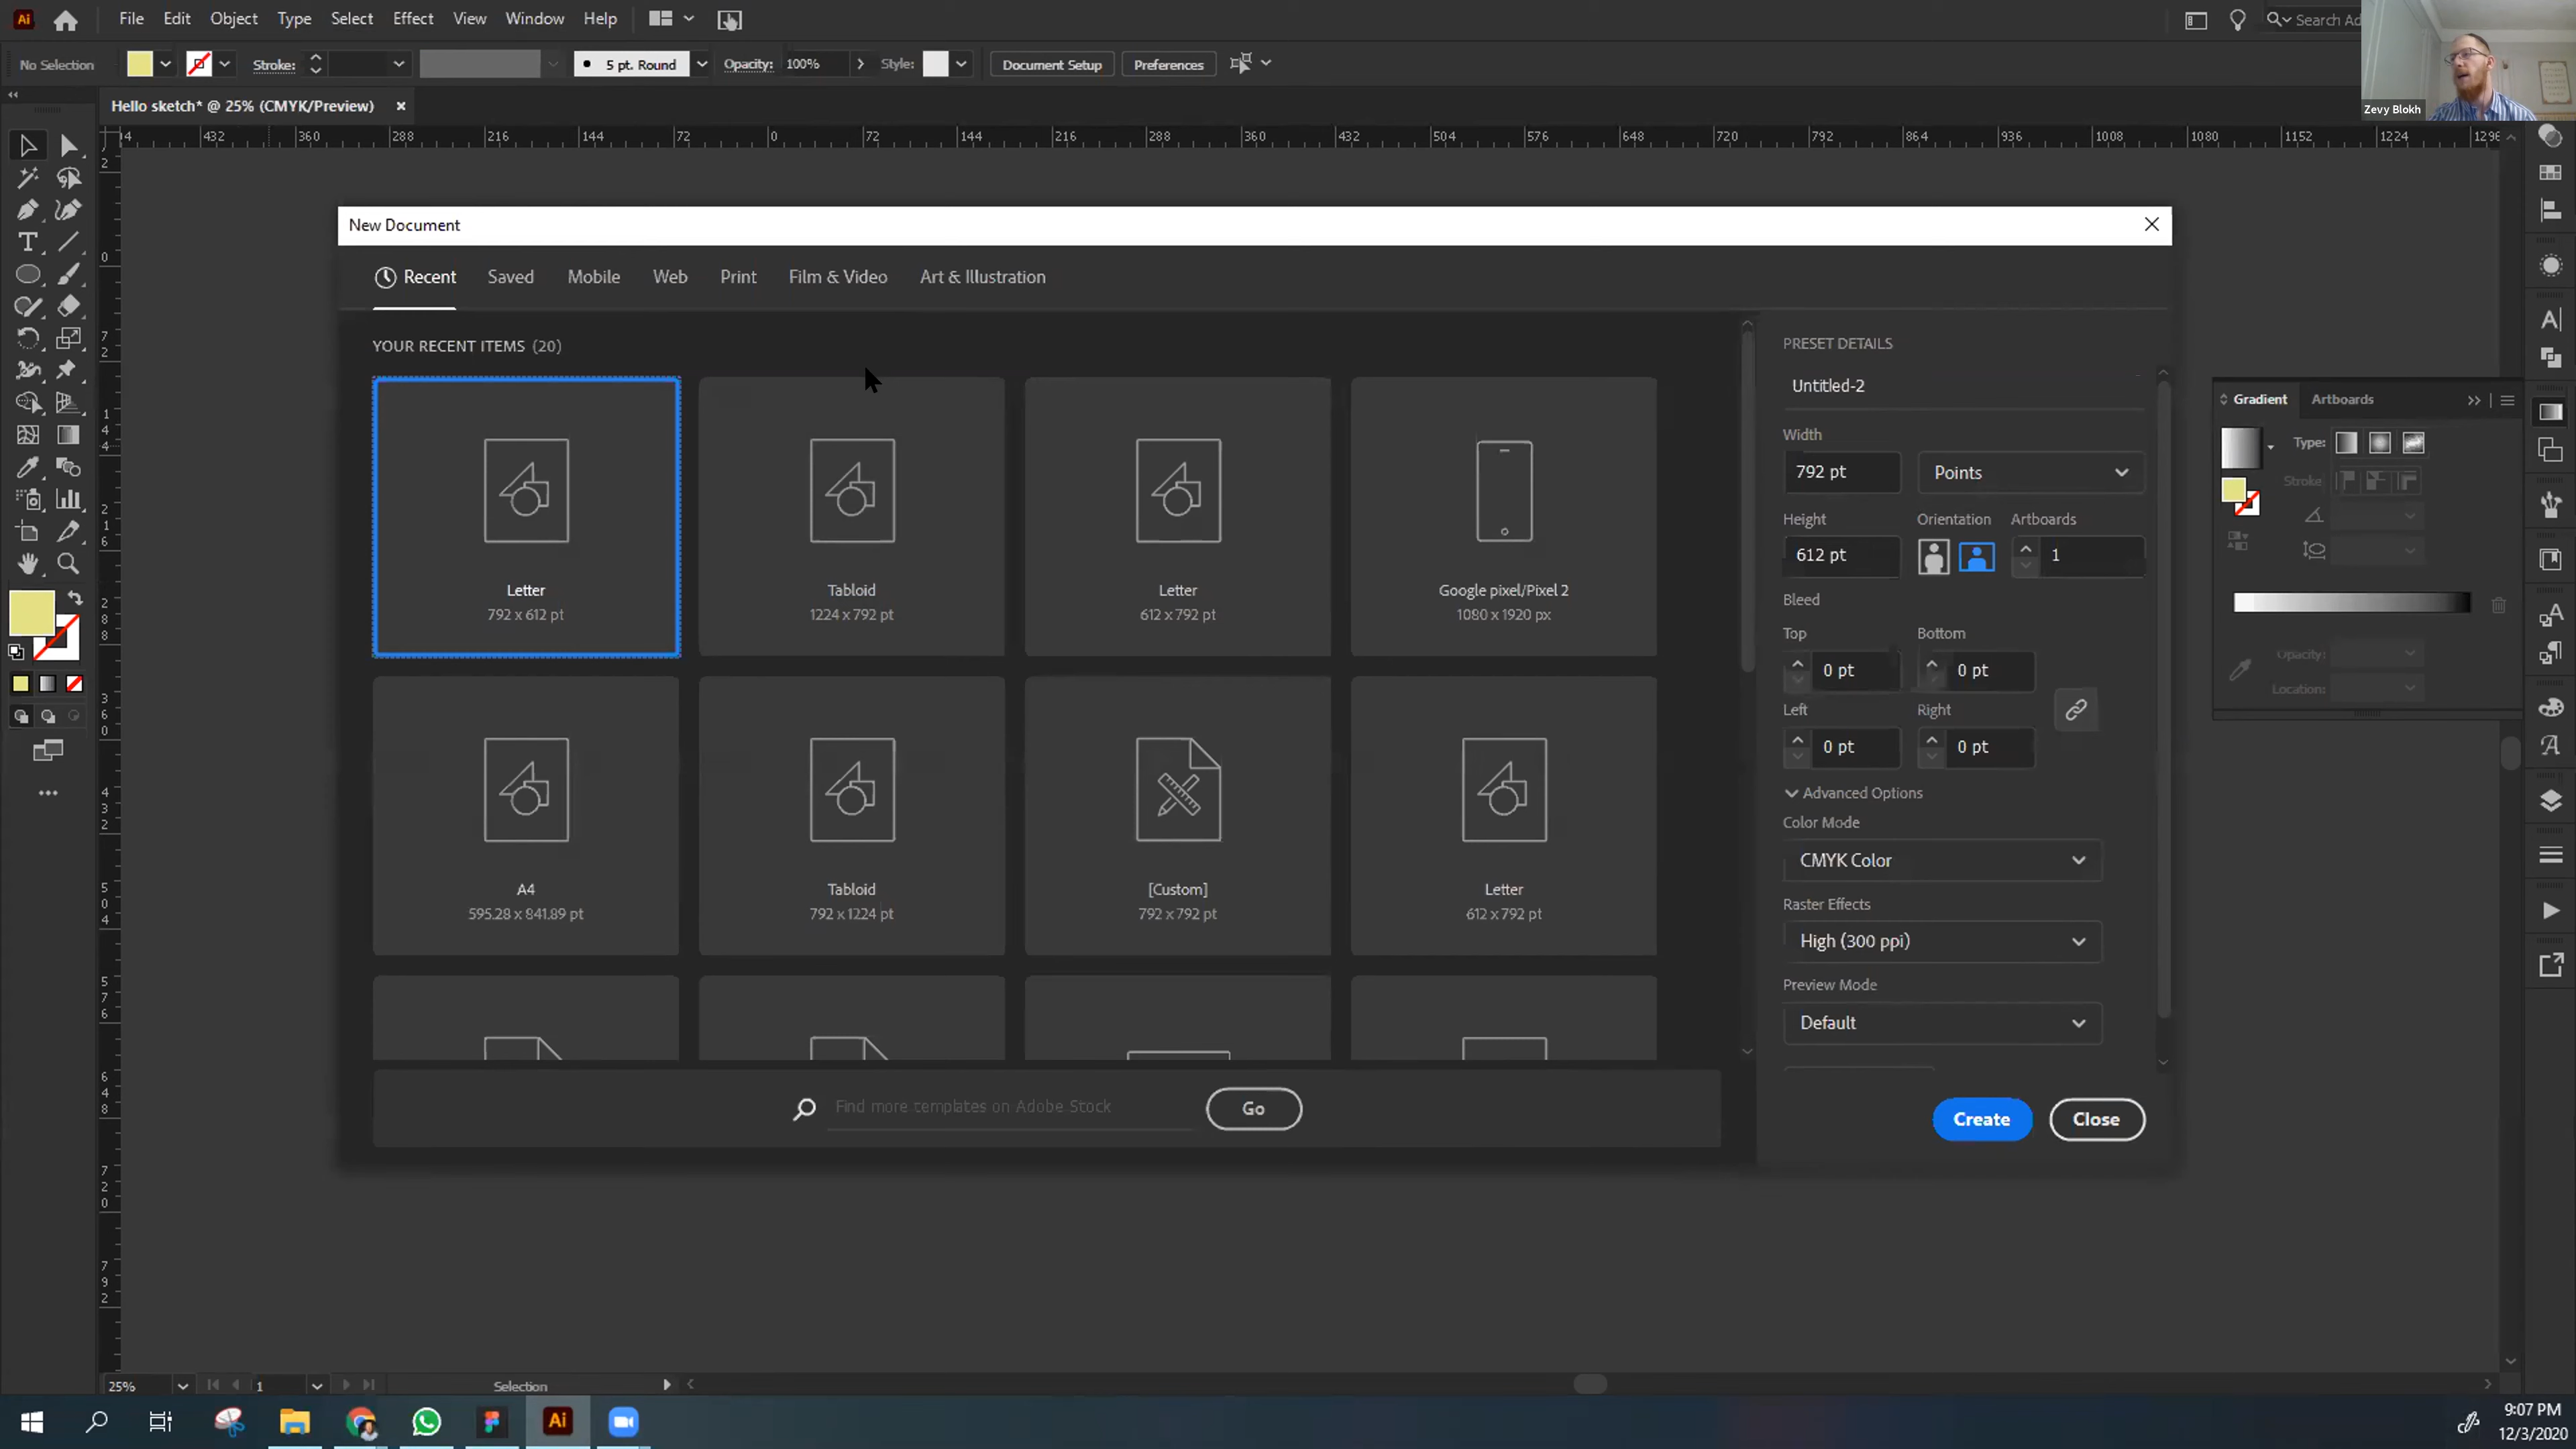 Ai File Edit Object Type Select Effect View Window Help Search Ad
No Selection Stroke: 5 pt. Round Opacity: 100% Style: Document Setup Preferences
Zevy Blokh
Hello sketch* @ 25% (CMYK/Preview)
432 360 288 216 144 72 0 72 144 216 288 360 432 504 576 648 720 792 864 936 1008 1080 1152 1224 1296
New Document
Recent Saved Mobile Web Print Film & Video Art & Illustration
YOUR RECENT ITEMS (20)
Letter
792 x 612 pt
Tabloid
1224 x 792 pt
Letter
612 x 792 pt
Google pixel/Pixel 2
1080 x 1920 px
A4
595.28 x 841.89 pt
Tabloid
792 x 1224 pt
[Custom]
792 x 792 pt
Letter
612 x 792 pt
Find more templates on Adobe Stock
Go
PRESET DETAILS
Untitled-2
Width
792 pt Points
Height Orientation Artboards
612 pt 1
Bleed
Top Bottom
0 pt 0 pt
Left Right
0 pt 0 pt
Advanced Options
Color Mode
CMYK Color
Raster Effects
High (300 ppi)
Preview Mode
Default
Create Close
Gradient Artboards
Type:
Stroke
Opacity:
Location:
25% 1 Selection
Ai
9:07 PM
12/3/2020